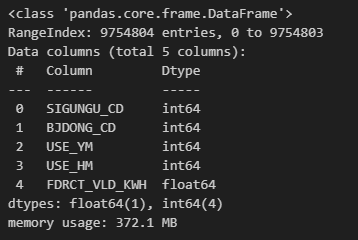 <class 'pandas.core.frame.DataFrame'>
RangeIndex: 9754804 entries, 0 to 9754803
Data columns (total 5 columns):
 #   Column        Dtype
---  ------        -----
 0   SIGUNGU_CD    int64
 1   BJDONG_CD     int64
 2   USE_YM        int64
 3   USE_HM        int64
 4   FDRCT_VLD_KWH float64
dtypes: float64(1), int64(4)
memory usage: 372.1 MB